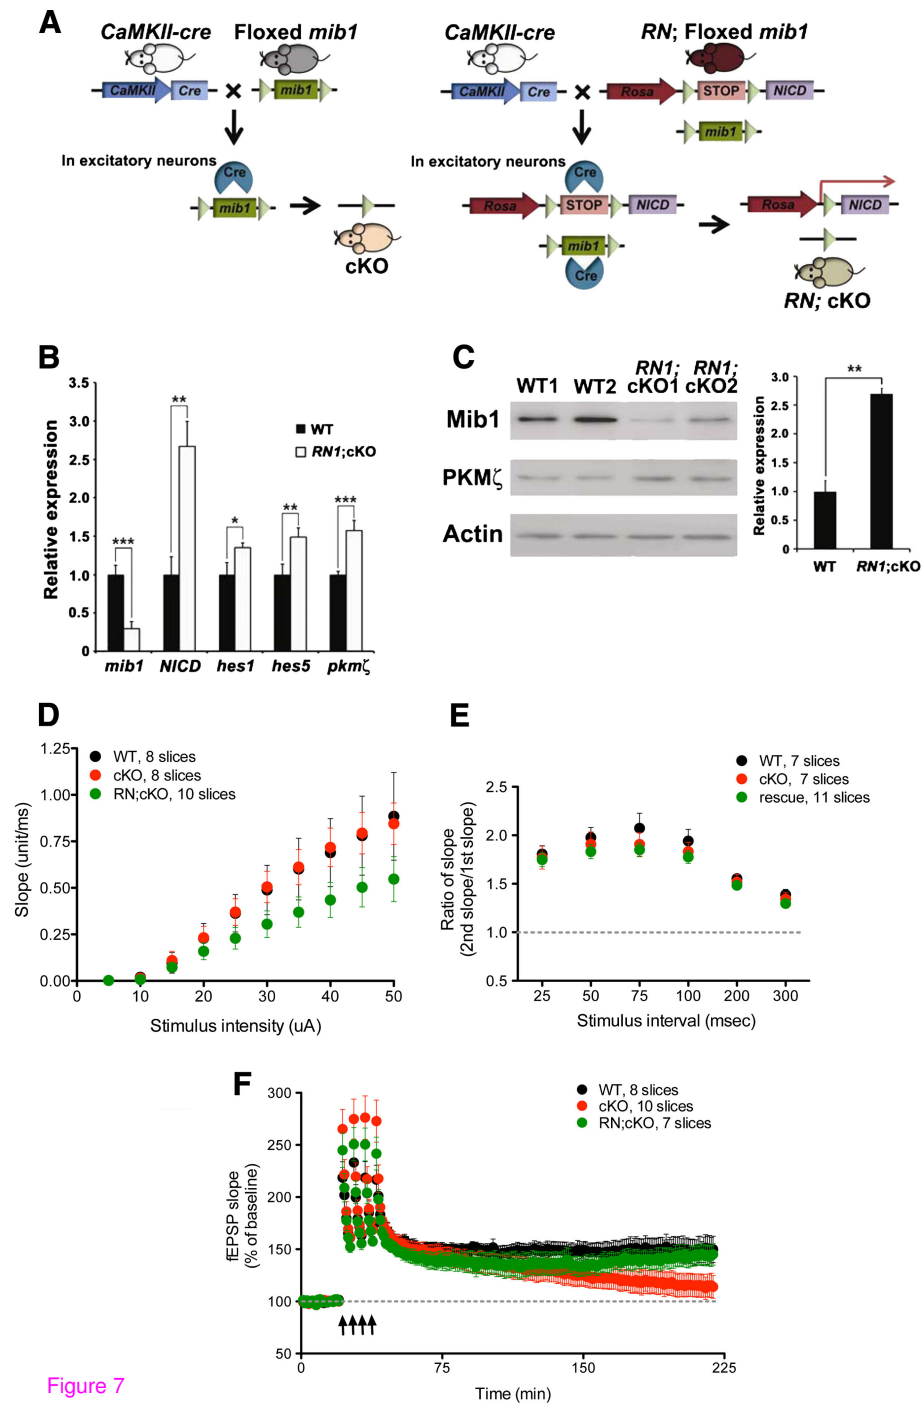 A
CaMKII-cre Floxed mib1
CaMKII Cre × mib1
In excitatory neurons
Cre
mib1
cKO
CaMKII-cre RN; Floxed mib1
CaMKII Cre × Rosa STOP NICD
mib1
In excitatory neurons
Cre
Rosa STOP NICD
mib1
Cre
Rosa NICD
RN; cKO
B
Relative expression
3.5
3.0
2.5
2.0
1.5
1.0
0.5
0
WT
RN1;cKO
*** ** * ** ***
mib1 NICD hes1 hes5 pkmζ
C
WT1 WT2 RN1;cKO1 RN1;cKO2
Mib1
PKMζ
Actin
Relative expression
3.0
2.5
2.0
1.5
1.0
0.5
0
**
WT RN1;cKO
D
WT, 8 slices
cKO, 8 slices
RN;cKO, 10 slices
Slope (unit/ms)
1.25
1.00
0.75
0.50
0.25
0.00
0 10 20 30 40 50
Stimulus intensity (uA)
E
WT, 7 slices
cKO, 7 slices
rescue, 11 slices
Ratio of slope
(2nd slope/1st slope)
2.5
2.0
1.5
1.0
0.5
25 50 75 100 200 300
Stimulus interval (msec)
F
WT, 8 slices
cKO, 10 slices
RN;cKO, 7 slices
fEPSP slope
(% of baseline)
300
250
200
150
100
50
0 75 150 225
Time (min)
Figure 7